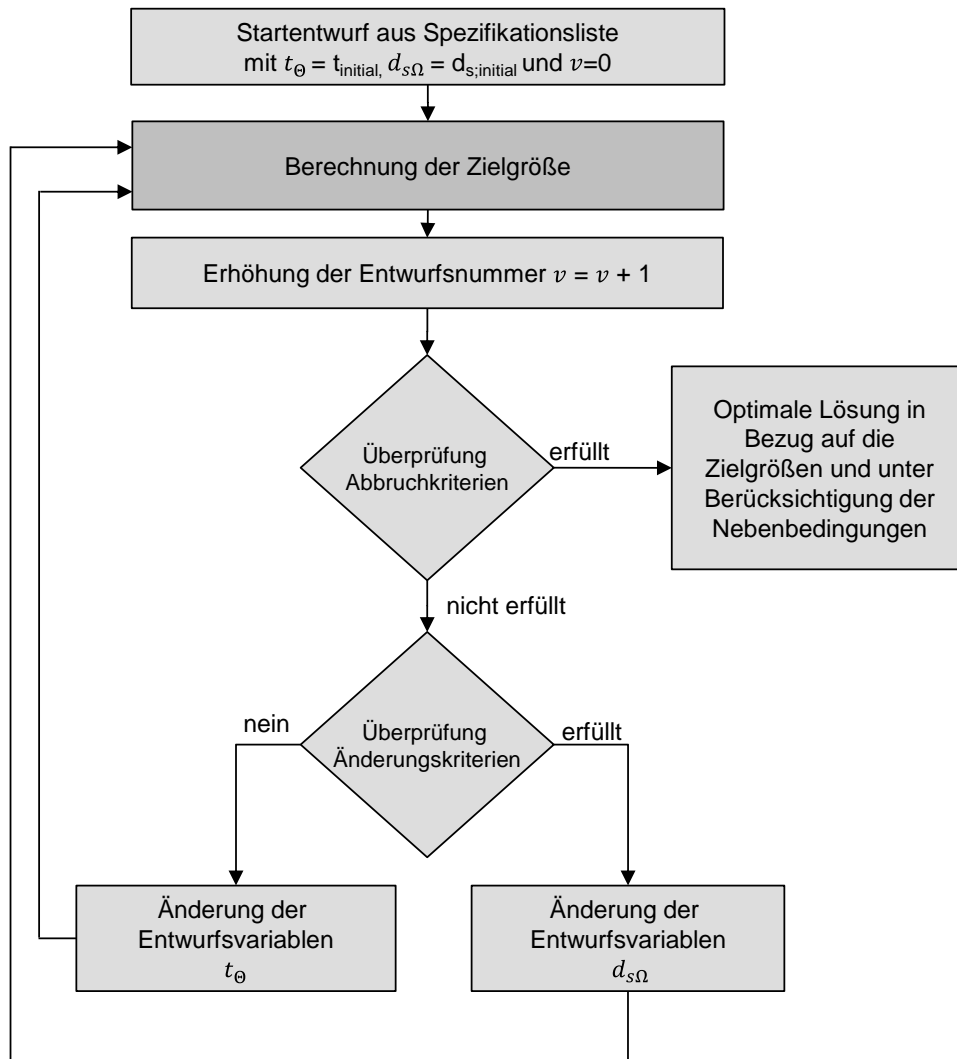 Startentwurf aus Spezifikationsliste
mit t_Θ = t_initial, d_sΩ = d_s;initial und v=0
Berechnung der Zielgröße
Erhöhung der Entwurfsnummer v = v + 1
Überprüfung
Abbruchkriterien
erfüllt
Optimale Lösung in
Bezug auf die
Zielgrößen und unter
Berücksichtigung der
Nebenbedingungen
nicht erfüllt
nein
Überprüfung
Änderungskriterien
erfüllt
Änderung der
Entwurfsvariablen
t_Θ
Änderung der
Entwurfsvariablen
d_sΩ